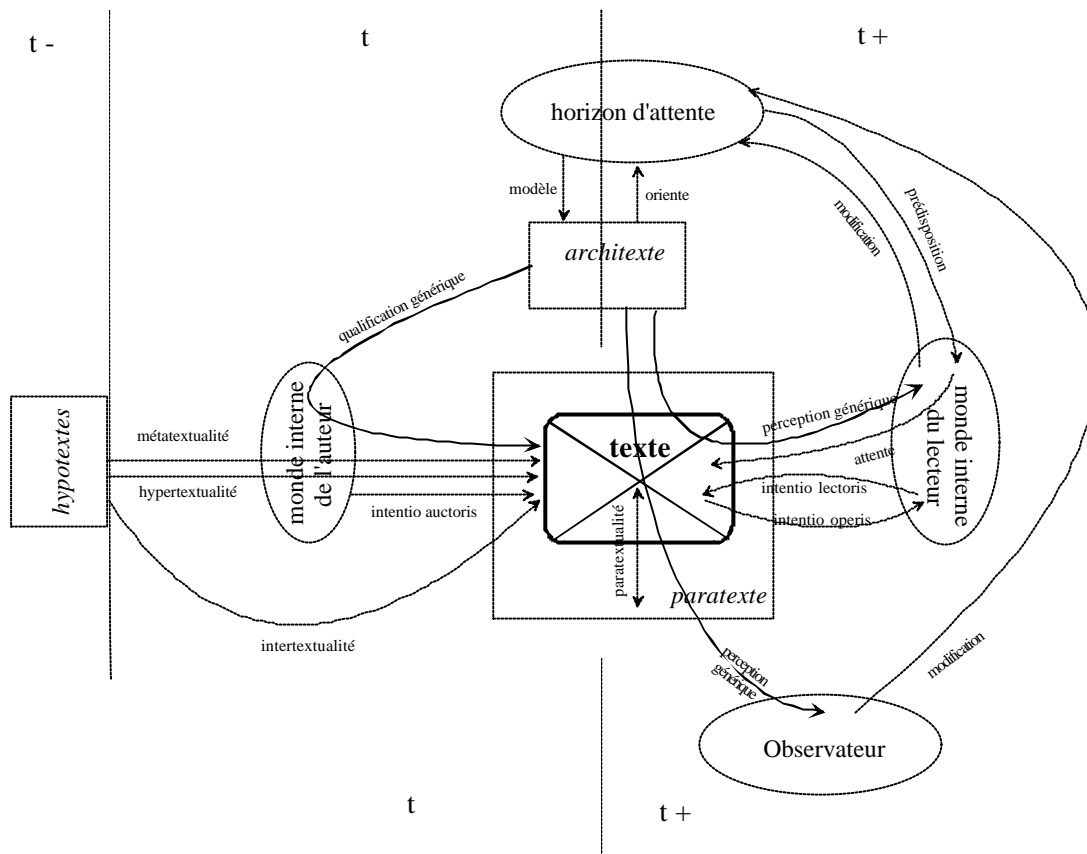 t -
t
t +
horizon d'attente
modèle
oriente
modification
prédisposition
architexte
qualification générique
hypotextes
métatextualité
hypertextualité
monde interne
de l'auteur
intentio auctoris
intertextualité
texte
paratextualité
paratexte
perception générique
attente
intentio lectoris
intentio operis
monde interne
du lecteur
perception
générique
modification
Observateur
t
t +